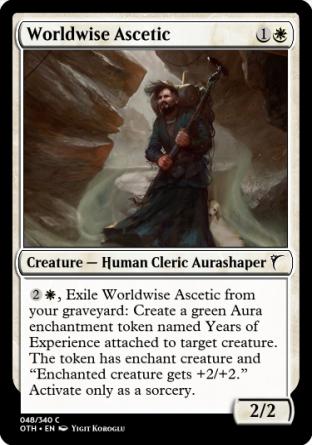 Worldwise Ascetic 1
Creature — Human Cleric Aurashaper
2, Exile Worldwise Ascetic from
your graveyard: Create a green Aura
enchantment token named Years of
Experience attached to target creature.
The token has enchant creature and
“Enchanted creature gets +2/+2.”
Activate only as a sorcery.
2/2
048/340 C
OTH • EN Yigit Koroglu